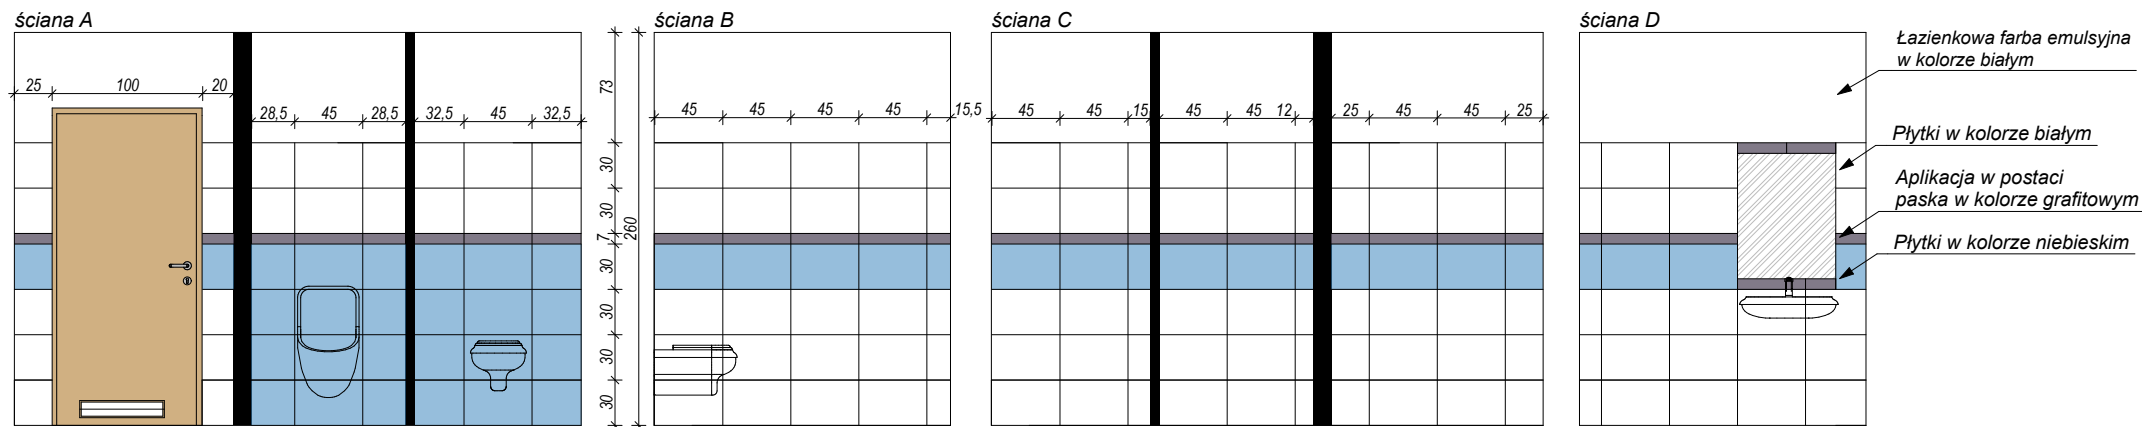 ściana A
ściana B
ściana C
ściana D
25 100 20
28,5 45 28,5 32,5 45 32,5
73
30
30
7
30
30
30
30
260
45 45 45 45 15,5
45 45 15 45 45 12 25 45 45 25
Łazienkowa farba emulsyjna
w kolorze białym
Płytki w kolorze białym
Aplikacja w postaci
paska w kolorze grafitowym
Płytki w kolorze niebieskim